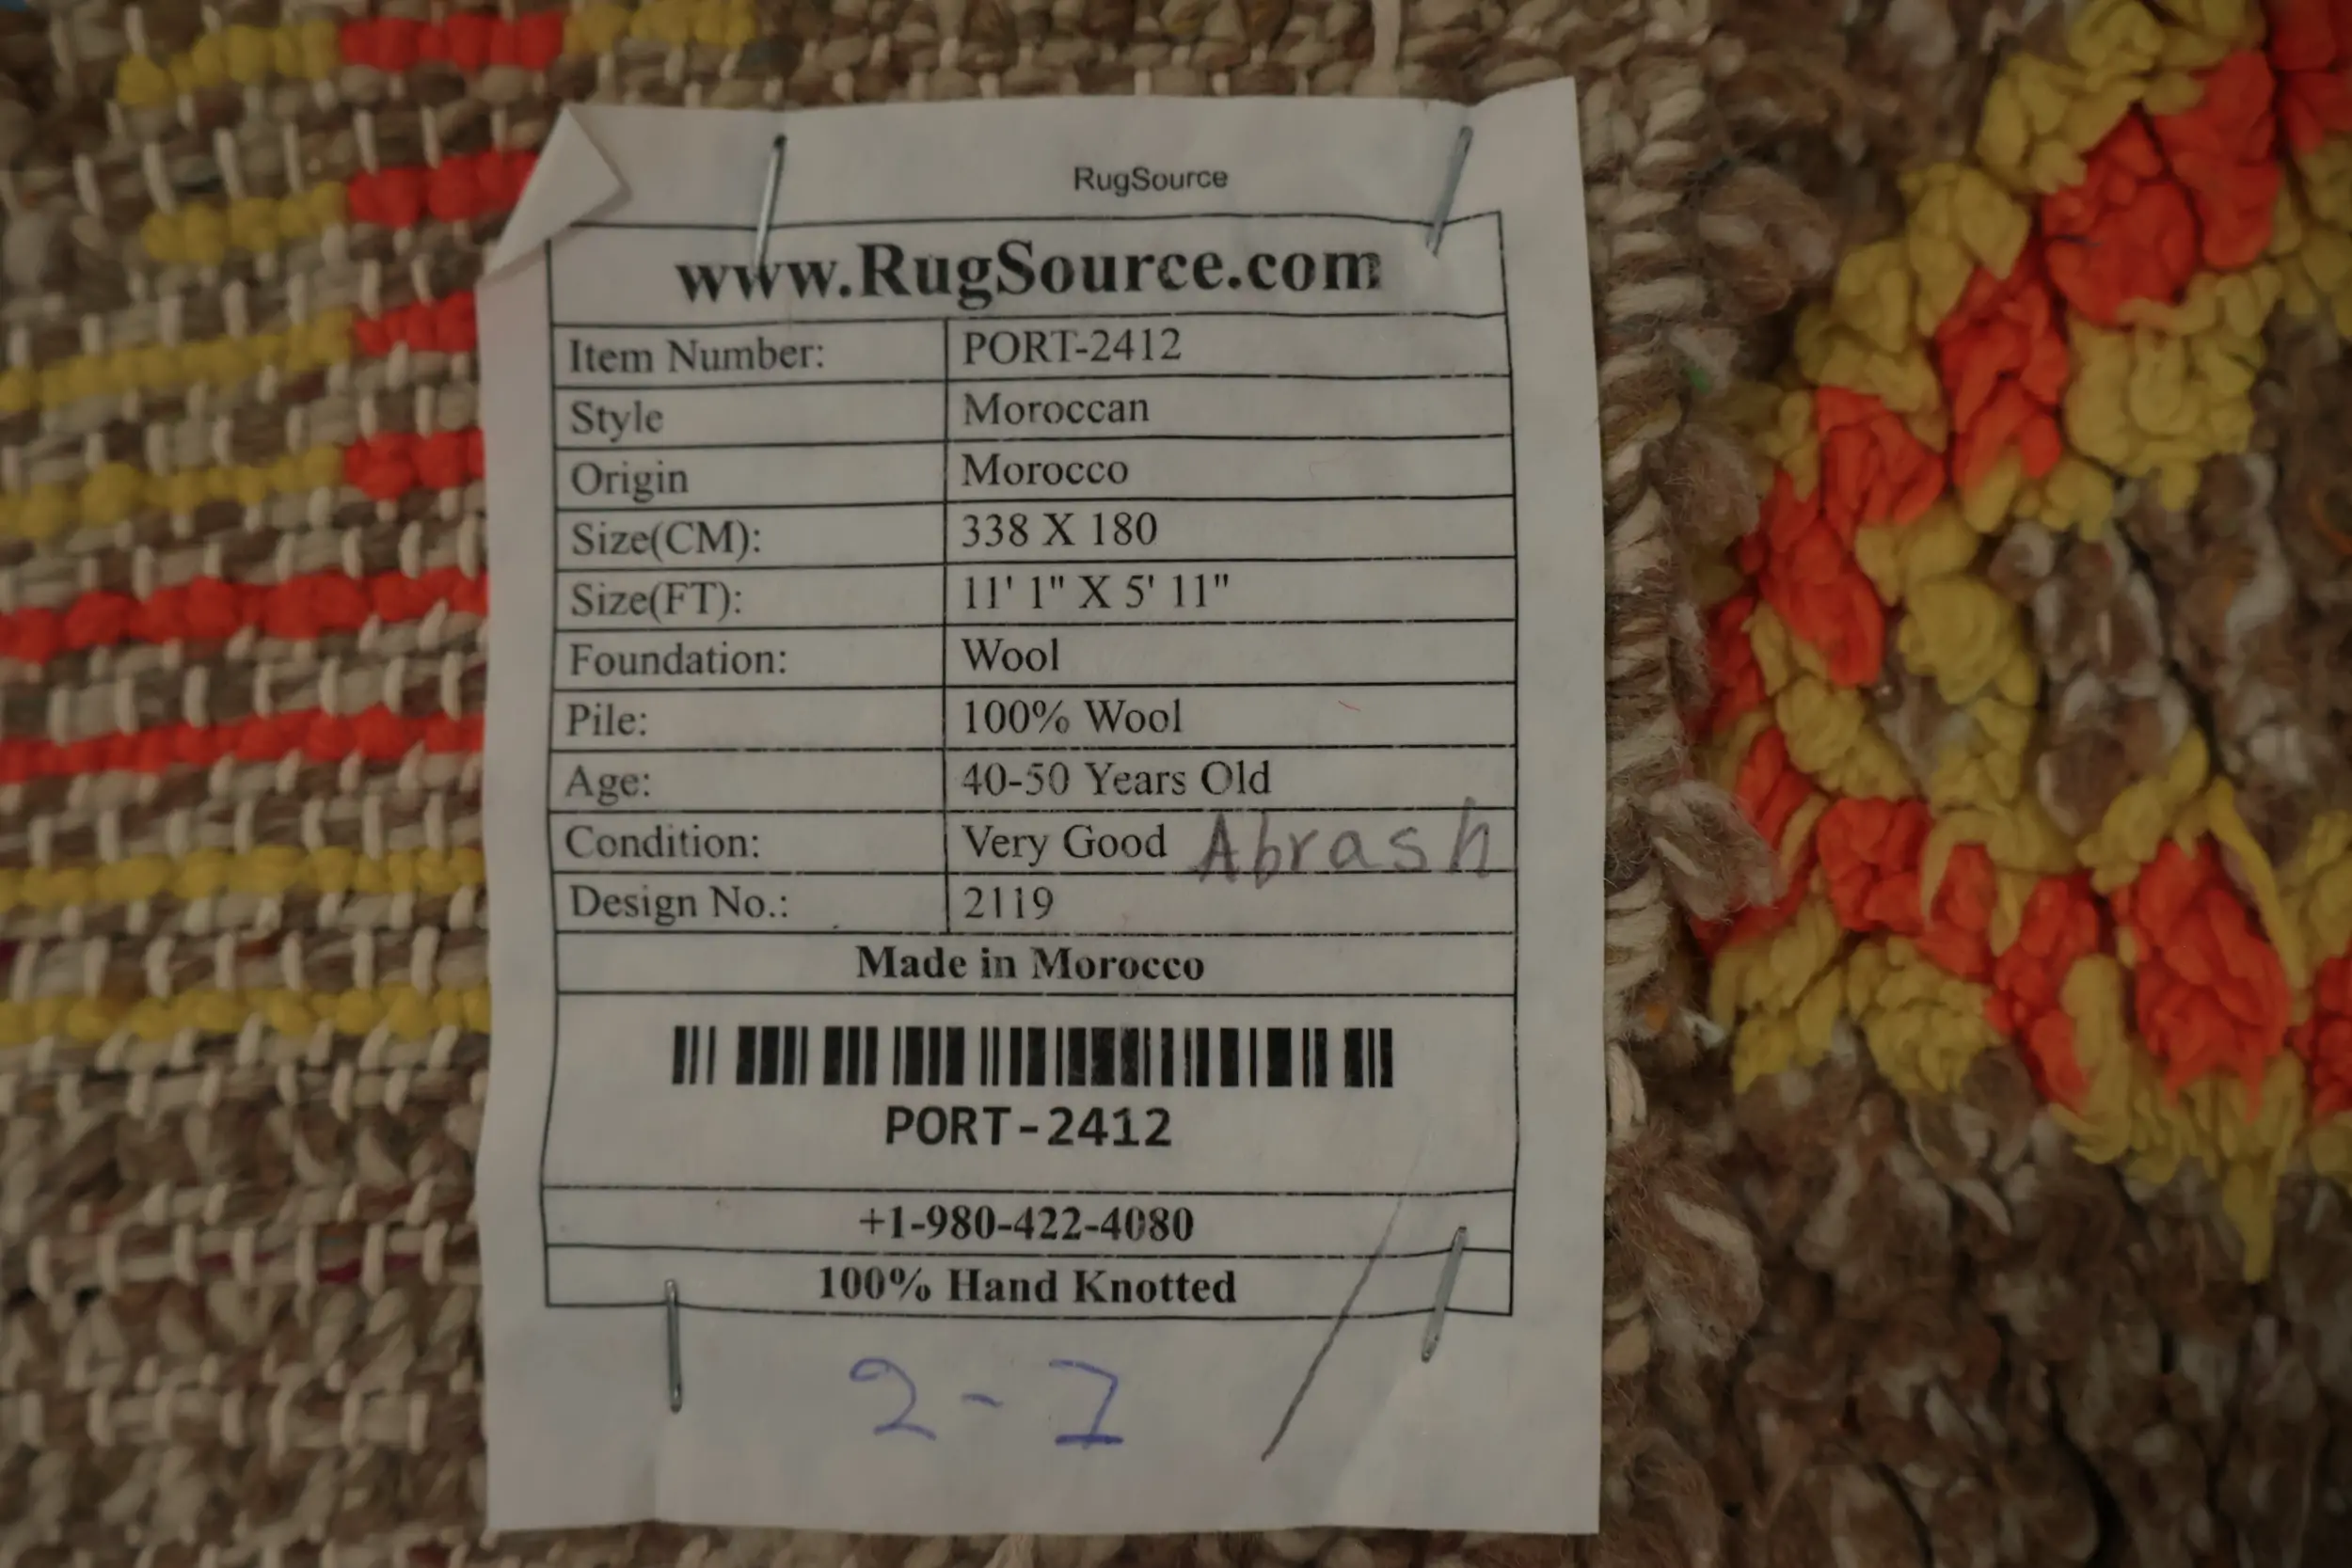 RugSource
www.RugSource.com
Item Number: PORT-2412
Style Moroccan
Origin Morocco
Size(CM): 338 X 180
Size(FT): 11' 1" X 5' 11"
Foundation: Wool
Pile: 100% Wool
Age: 40-50 Years Old
Condition: Very Good Abrash
Design No.: 2119
Made in Morocco
PORT-2412
+1-980-422-4080
100% Hand Knotted
2-1